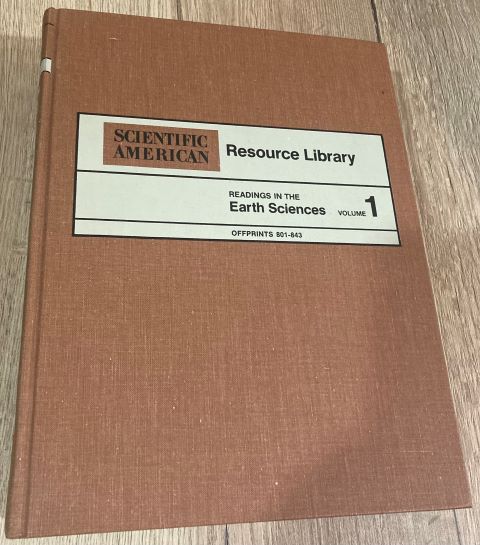 SCIENTIFIC
AMERICAN
Resource Library
READINGS IN THE
Earth Sciences VOLUME 1
OFFPRINTS 801-843